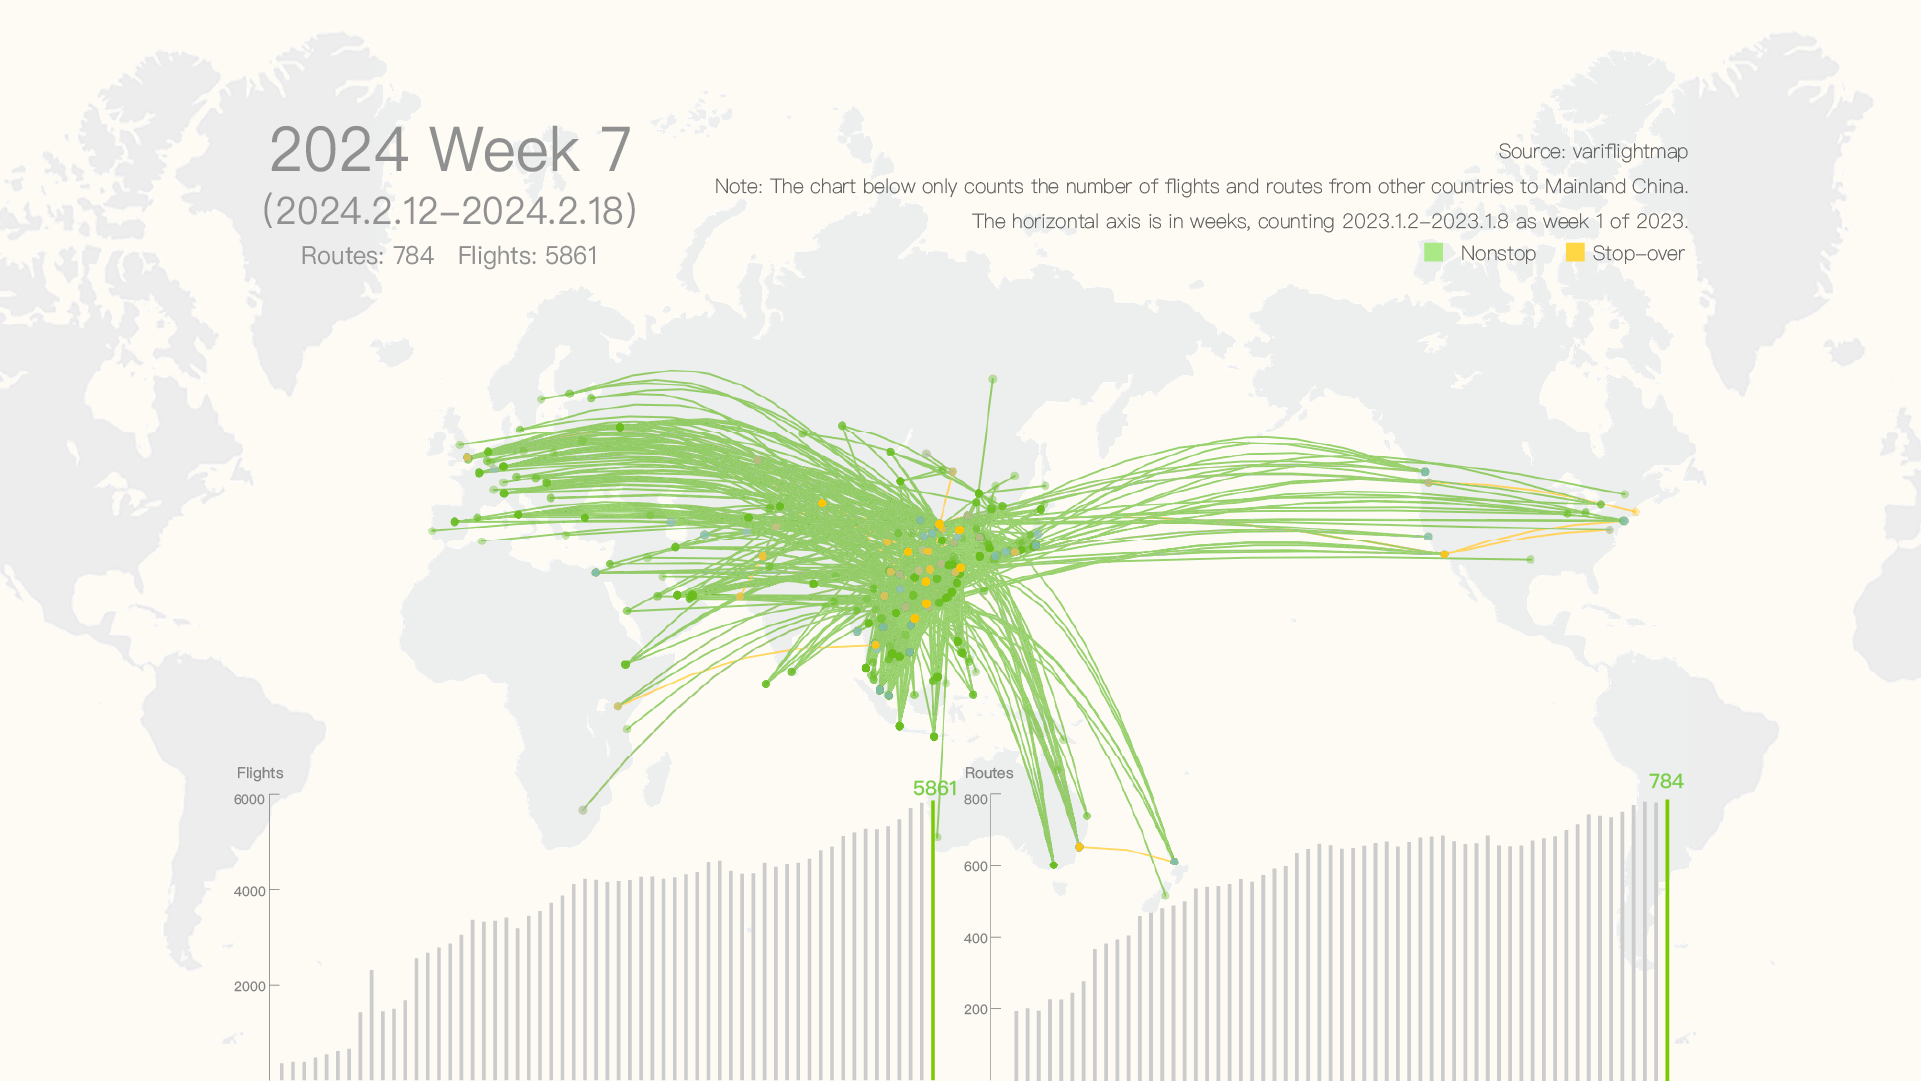 2024 Week 7
(2024.2.12–2024.2.18)
Routes: 784 Flights: 5861
Source: variflightmap
Note: The chart below only counts the number of flights and routes from other countries to Mainland China.
The horizontal axis is in weeks, counting 2023.1.2–2023.1.8 as week 1 of 2023.
Nonstop Stop–over
Flights
6000
4000
2000
5861
Routes
800
600
400
200
784